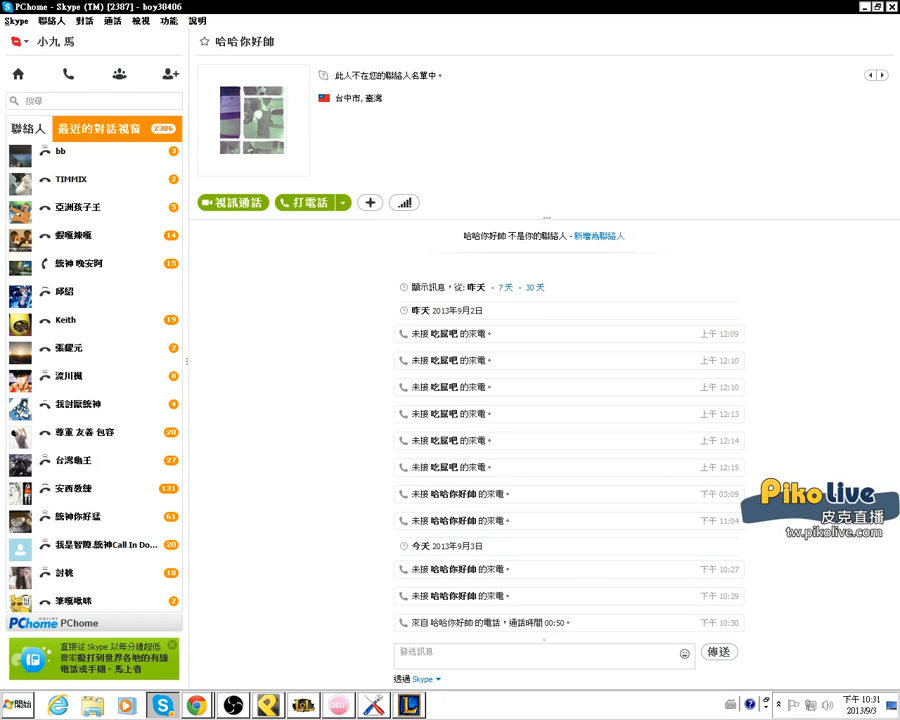 PChome - Skype (TM) [2387] - boy30406
Skype 聯絡人 對話 通話 檢視 功能 說明
小九 馬
搜尋
聯絡人 最近的對話視窗 2386
bb 3
TIMMIX 2
亞洲孩子王 5
蝦嘎辣嘎 14
統神 晚安阿 15
邱紹
Keith 19
張耀元 2
流川楓 8
我討厭統神 4
尊重 友善 包容 20
台灣龜王 27
安西教練 131
統神你好猛 61
我是智障.統神Call In Do... 20
討桃 18
筆嘎啾咪 2
PChome ONLINE PChome
直接從 Skype 以每分鐘超低
費率撥打到世界各地的有線
電話或手機。馬上省
哈哈你好帥
此人不在您的聯絡人名單中。
台中市, 臺灣
視訊通話 打電話
哈哈你好帥 不是你的聯絡人 - 新增為聯絡人
顯示訊息，從: 昨天 • 7 天 • 30 天
昨天 2013年9月2日
未接 吃屎吧 的來電。 上午 12:09
未接 吃屎吧 的來電。 上午 12:10
未接 吃屎吧 的來電。 上午 12:10
未接 吃屎吧 的來電。 上午 12:13
未接 吃屎吧 的來電。 上午 12:14
未接 吃屎吧 的來電。 上午 12:15
未接 哈哈你好帥 的來電。 下午 03:09
未接 哈哈你好帥 的來電。 下午 11:04
今天 2013年9月3日
未接 哈哈你好帥 的來電。 下午 10:27
未接 哈哈你好帥 的來電。 下午 10:29
來自 哈哈你好帥 的電話，通話時間 00:50。 下午 10:30
發送訊息
傳送
透過 Skype
PikoLive
皮克直播
tw.pikolive.com
開始
osu!
下午 10:31
2013/9/3